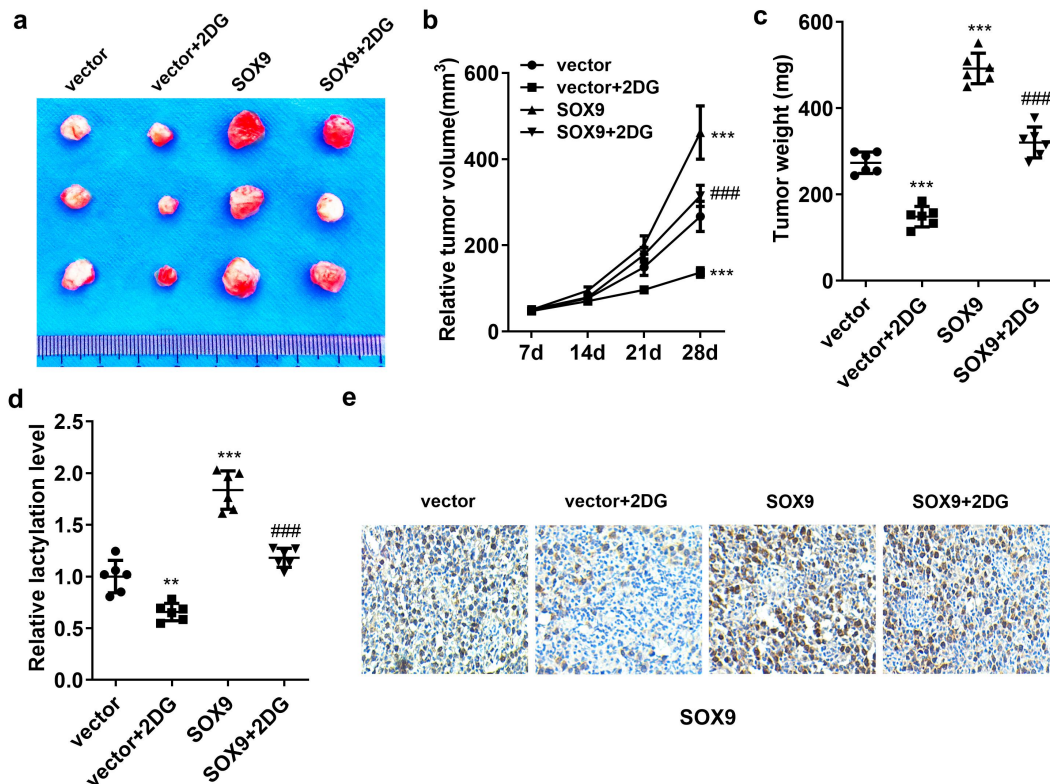 a
vector
vector+2DG
SOX9
SOX9+2DG
b
Relative tumor volume(mm3)
600
400
200
0
7d 14d 21d 28d
vector
vector+2DG
SOX9
SOX9+2DG
***
###
***
c
Tumor weight (mg)
600
400
200
0
***
***
###
vector
vector+2DG
SOX9
SOX9+2DG
d
Relative lactylation level
2.5
2.0
1.5
1.0
0.5
0.0
**
***
###
vector
vector+2DG
SOX9
SOX9+2DG
e
vector vector+2DG SOX9 SOX9+2DG
SOX9